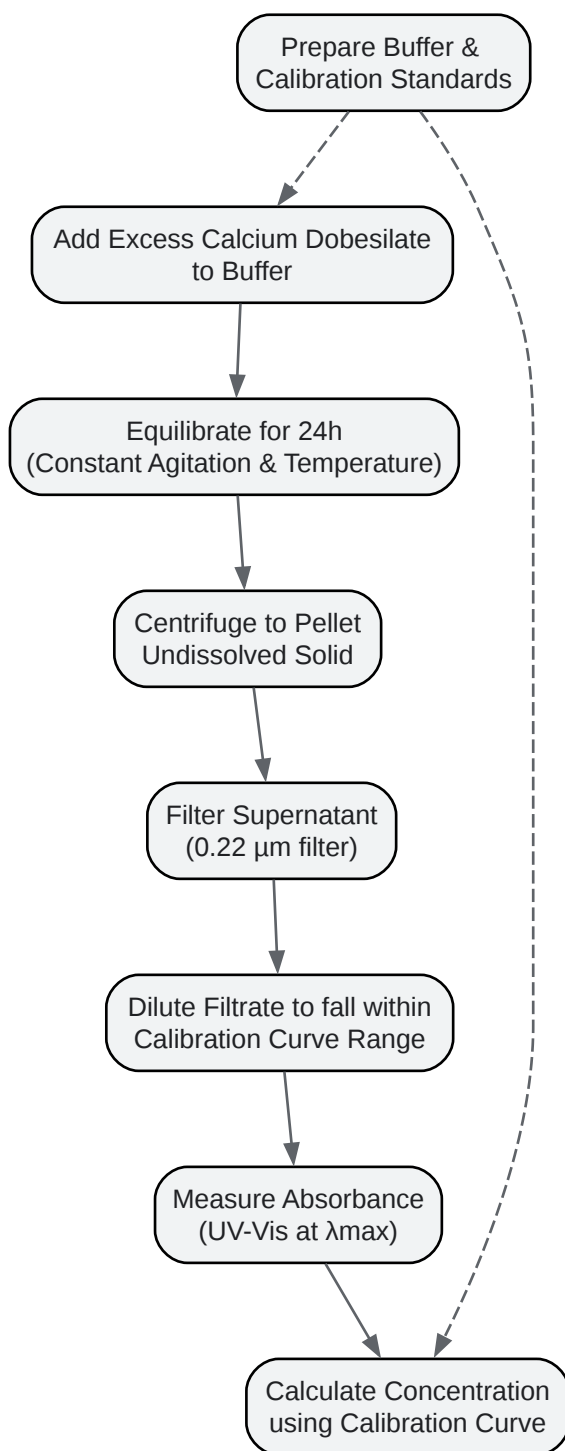 Prepare Buffer &
Calibration Standards
Add Excess Calcium Dobesilate
to Buffer
Equilibrate for 24h
(Constant Agitation & Temperature)
Centrifuge to Pellet
Undissolved Solid
Filter Supernatant
(0.22 µm filter)
Dilute Filtrate to fall within
Calibration Curve Range
Measure Absorbance
(UV-Vis at λmax)
Calculate Concentration
using Calibration Curve